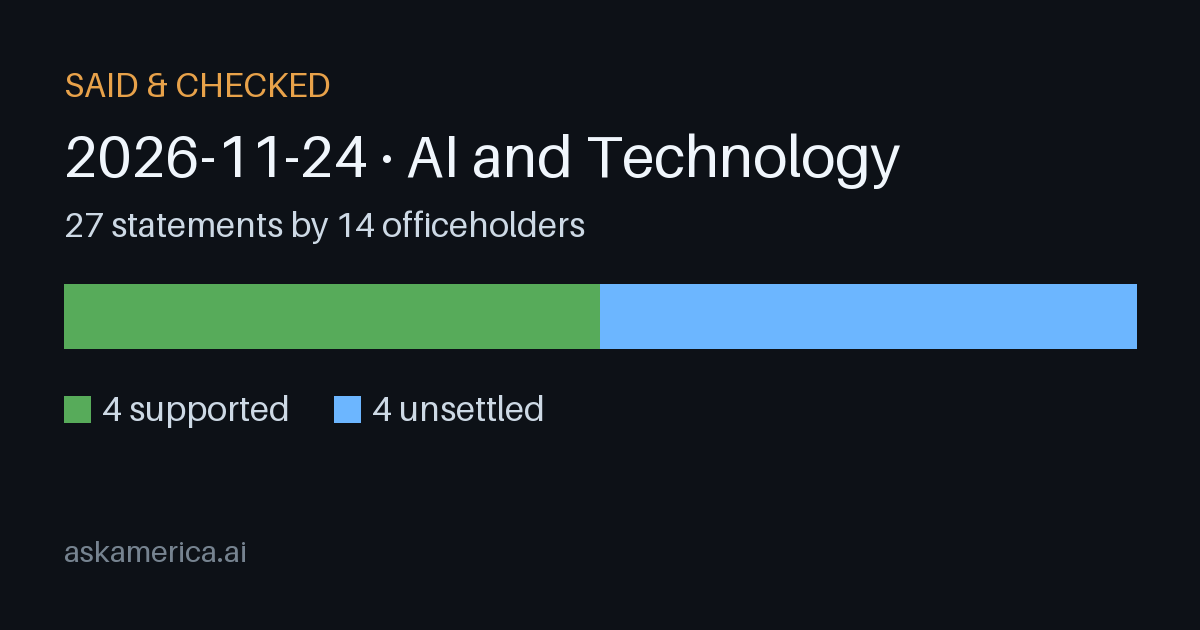 SAID & CHECKED
2026-11-24 · AI and Technology
27 statements by 14 officeholders
4 supported 4 unsettled
askamerica.ai